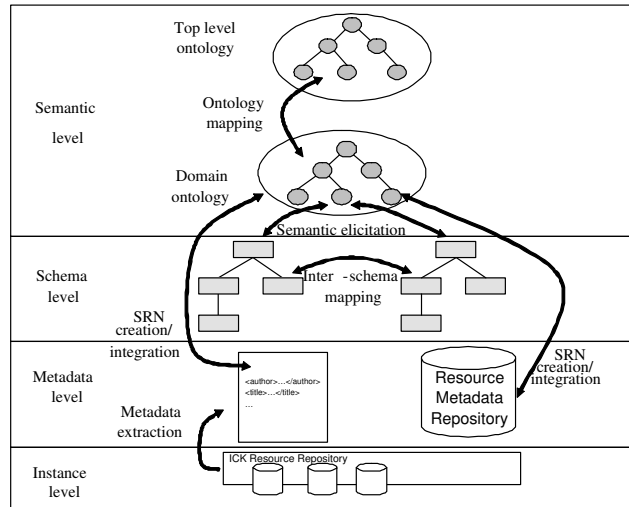 Top level
ontology
Semantic
level
Ontology
mapping
Domain
ontology
Semantic elicitation
Schema
level
Inter -schema
mapping
SRN
creation/
integration
Metadata
level
<author>…</author>
<title>…</title>
…
Resource
Metadata
Repository
SRN
creation/
integration
Metadata
extraction
Instance
level
ICK Resource Repository